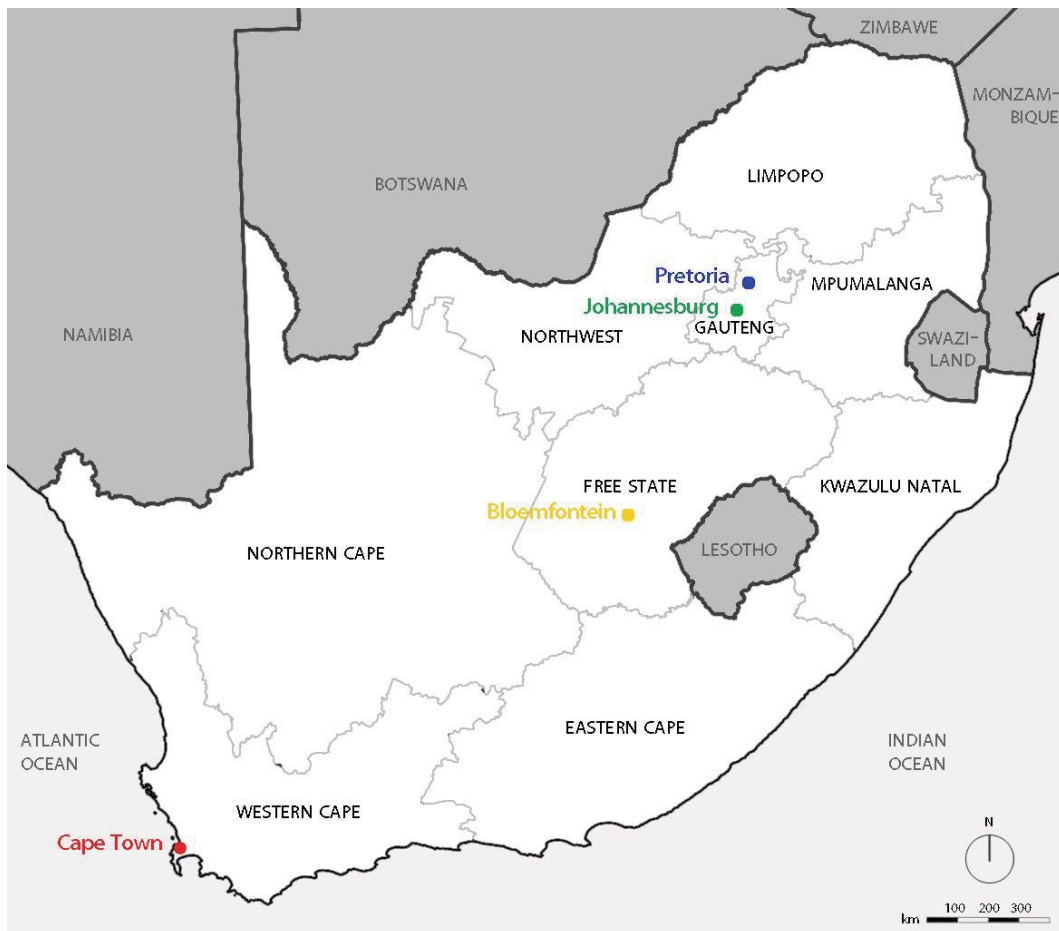 ZIMBAWE
MONZAM-
BIQUE
LIMPOPO
BOTSWANA
Pretoria
MPUMALANGA
Johannesburg
GAUTENG
NORTHWEST
NAMIBIA
SWAZI-
LAND
FREE STATE
KWAZULU NATAL
Bloemfontein
LESOTHO
NORTHERN CAPE
EASTERN CAPE
ATLANTIC
OCEAN
INDIAN
OCEAN
WESTERN CAPE
Cape Town
N
100 200 300
km